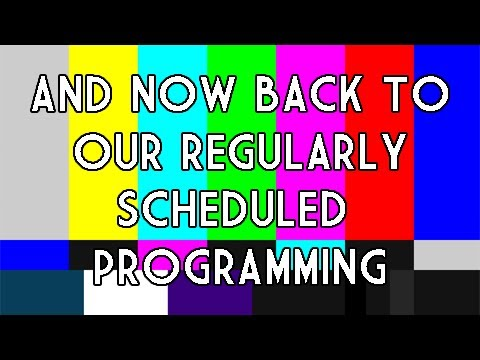 AND NOW BACK TO
OUR REGULARLY
SCHEDULED
PROGRAMMING